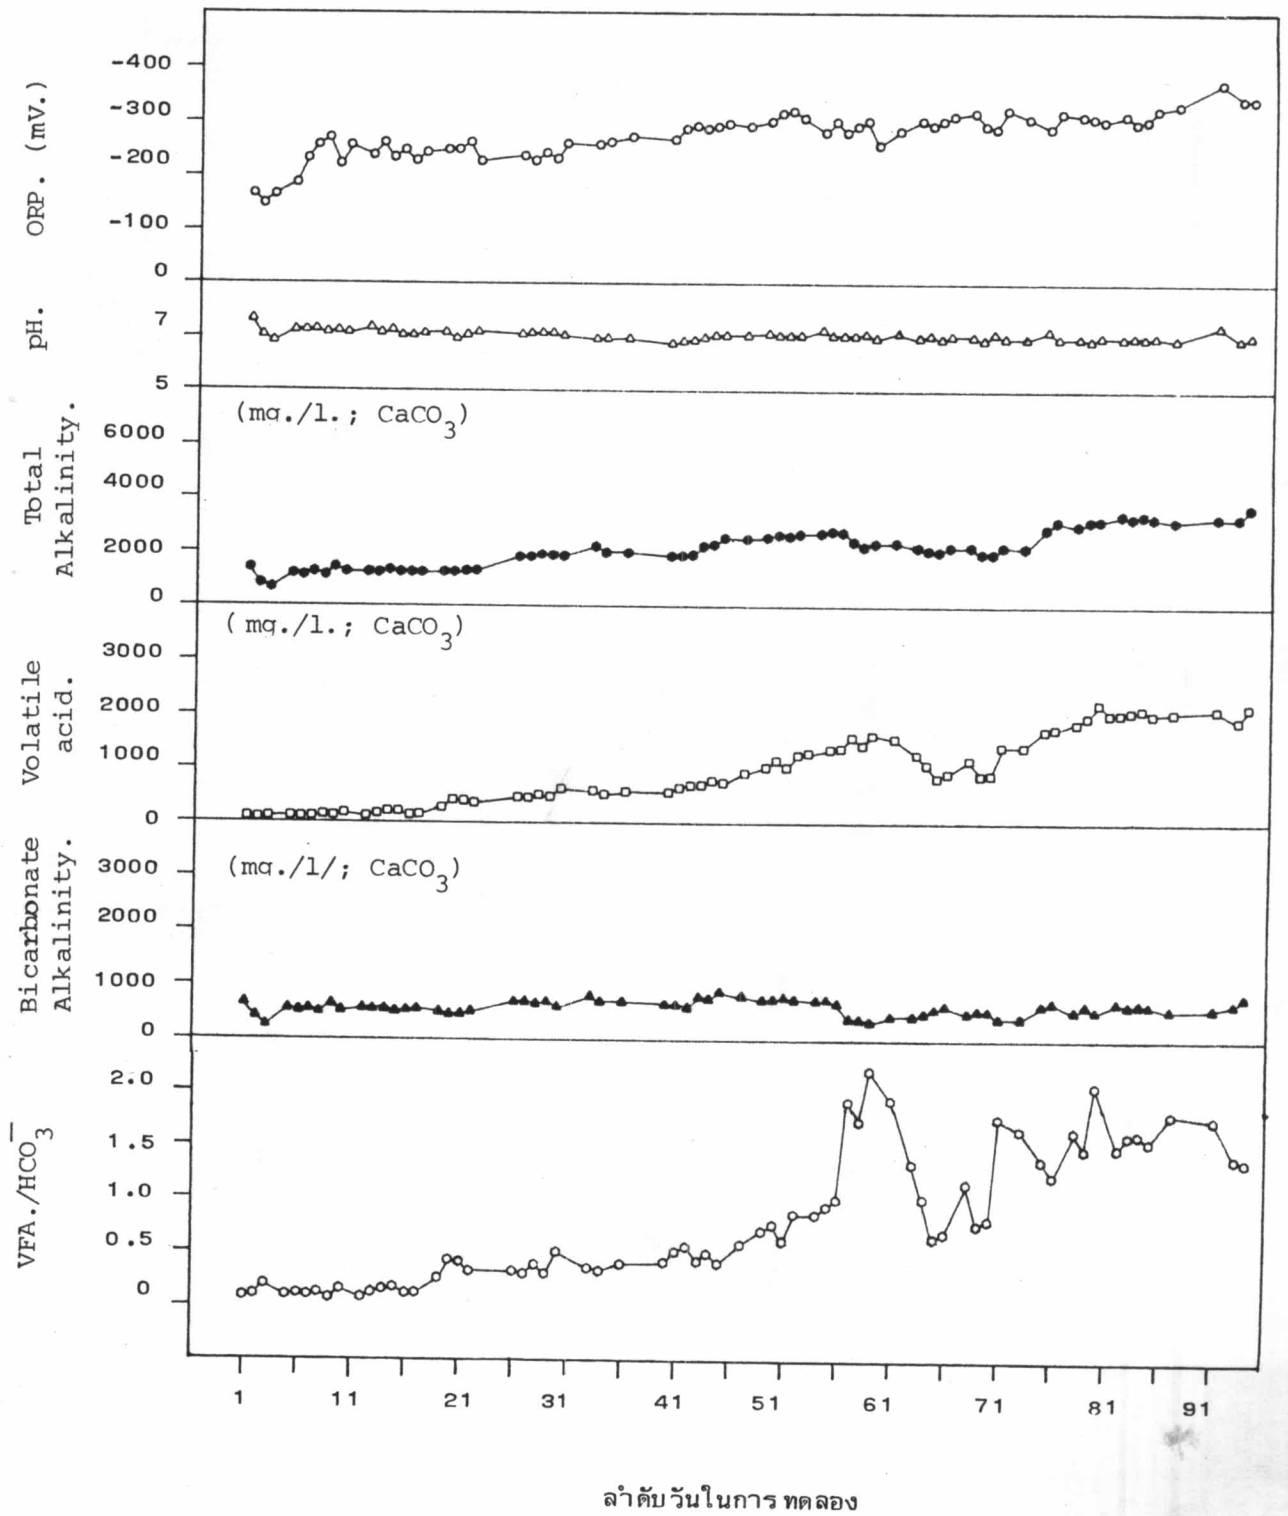 ORP. (mV.)
-400
-300
-200
-100
0
pH.
7
5
Total
Alkalinity.
(mg./l.; CaCO3)
6000
4000
2000
0
Volatile
acid.
(mg./l.; CaCO3)
3000
2000
1000
0
Bicarbonate
Alkalinity.
(mg./l/; CaCO3)
3000
2000
1000
0
VFA./HCO3‾
2.0
1.5
1.0
0.5
0
1 11 21 31 41 51 61 71 81 91
ลำดับวันในการทดลอง